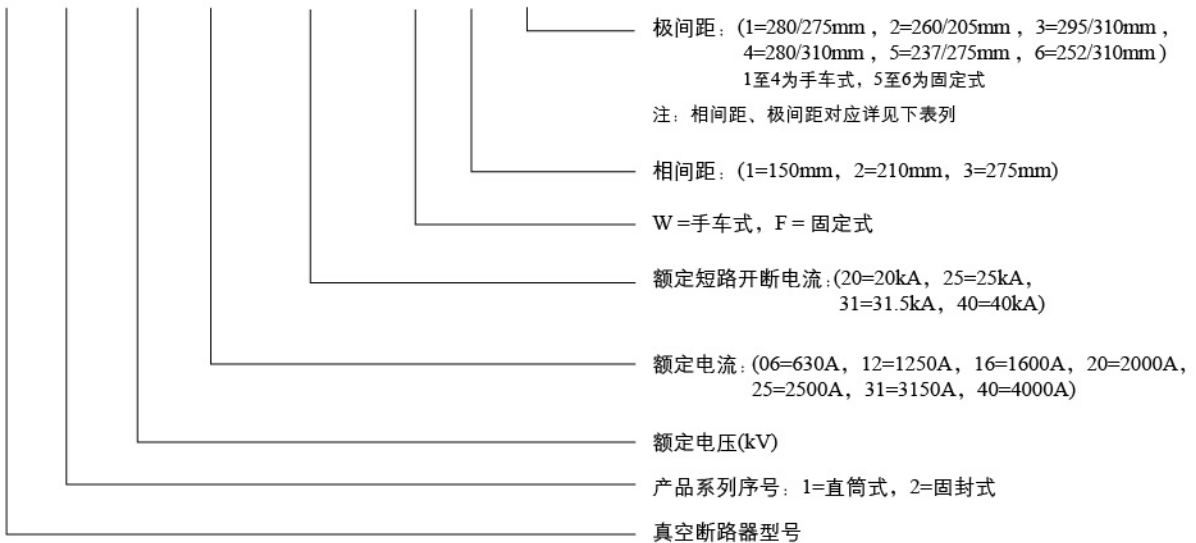 极间距：(1=280/275mm，2=260/205mm，3=295/310mm，
4=280/310mm，5=237/275mm，6=252/310mm)
1至4为手车式，5至6为固定式
注：相间距、极间距对应详见下表列
相间距：(1=150mm，2=210mm，3=275mm)
W =手车式，F = 固定式
额定短路开断电流:(20=20kA，25=25kA，
31=31.5kA，40=40kA)
额定电流: (06=630A，12=1250A，16=1600A，20=2000A，
25=2500A，31=3150A，40=4000A)
额定电压(kV)
产品系列序号：1=直筒式，2=固封式
真空断路器型号